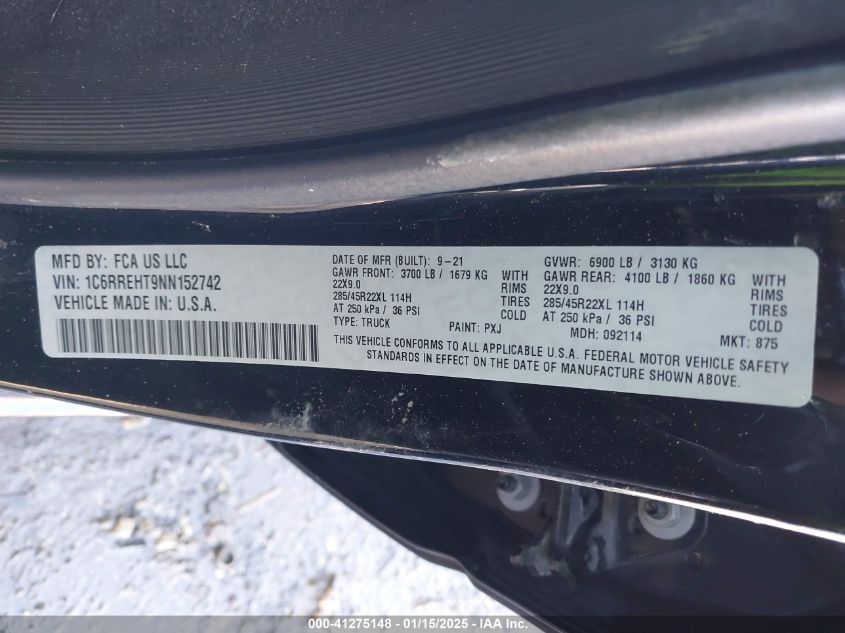 MFD BY: FCA US LLC
VIN: 1C6RREHT9NN152742
VEHICLE MADE IN U.S.A.
DATE OF MFR (BUILT): 9-21 GVWR: 6900 LB / 3130 KG
GAWR FRONT: 3700 LB / 1679 KG WITH GAWR REAR: 4100 LB / 1860 KG WITH
22X9.0 RIMS 22X9.0 RIMS
285/45R22XL 114H TIRES 285/45R22XL 114H TIRES
AT 250 kPa / 36 PSI COLD AT 250 kPa / 36 PSI COLD
TYPE: TRUCK PAINT: PXJ MDH: 092114 MKT: 875
THIS VEHICLE CONFORMS TO ALL APPLICABLE U.S.A. FEDERAL MOTOR VEHICLE SAFETY
STANDARDS IN EFFECT ON THE DATE OF MANUFACTURE SHOWN ABOVE.
000-41275148 - 01/15/2025 - IAA, Inc.